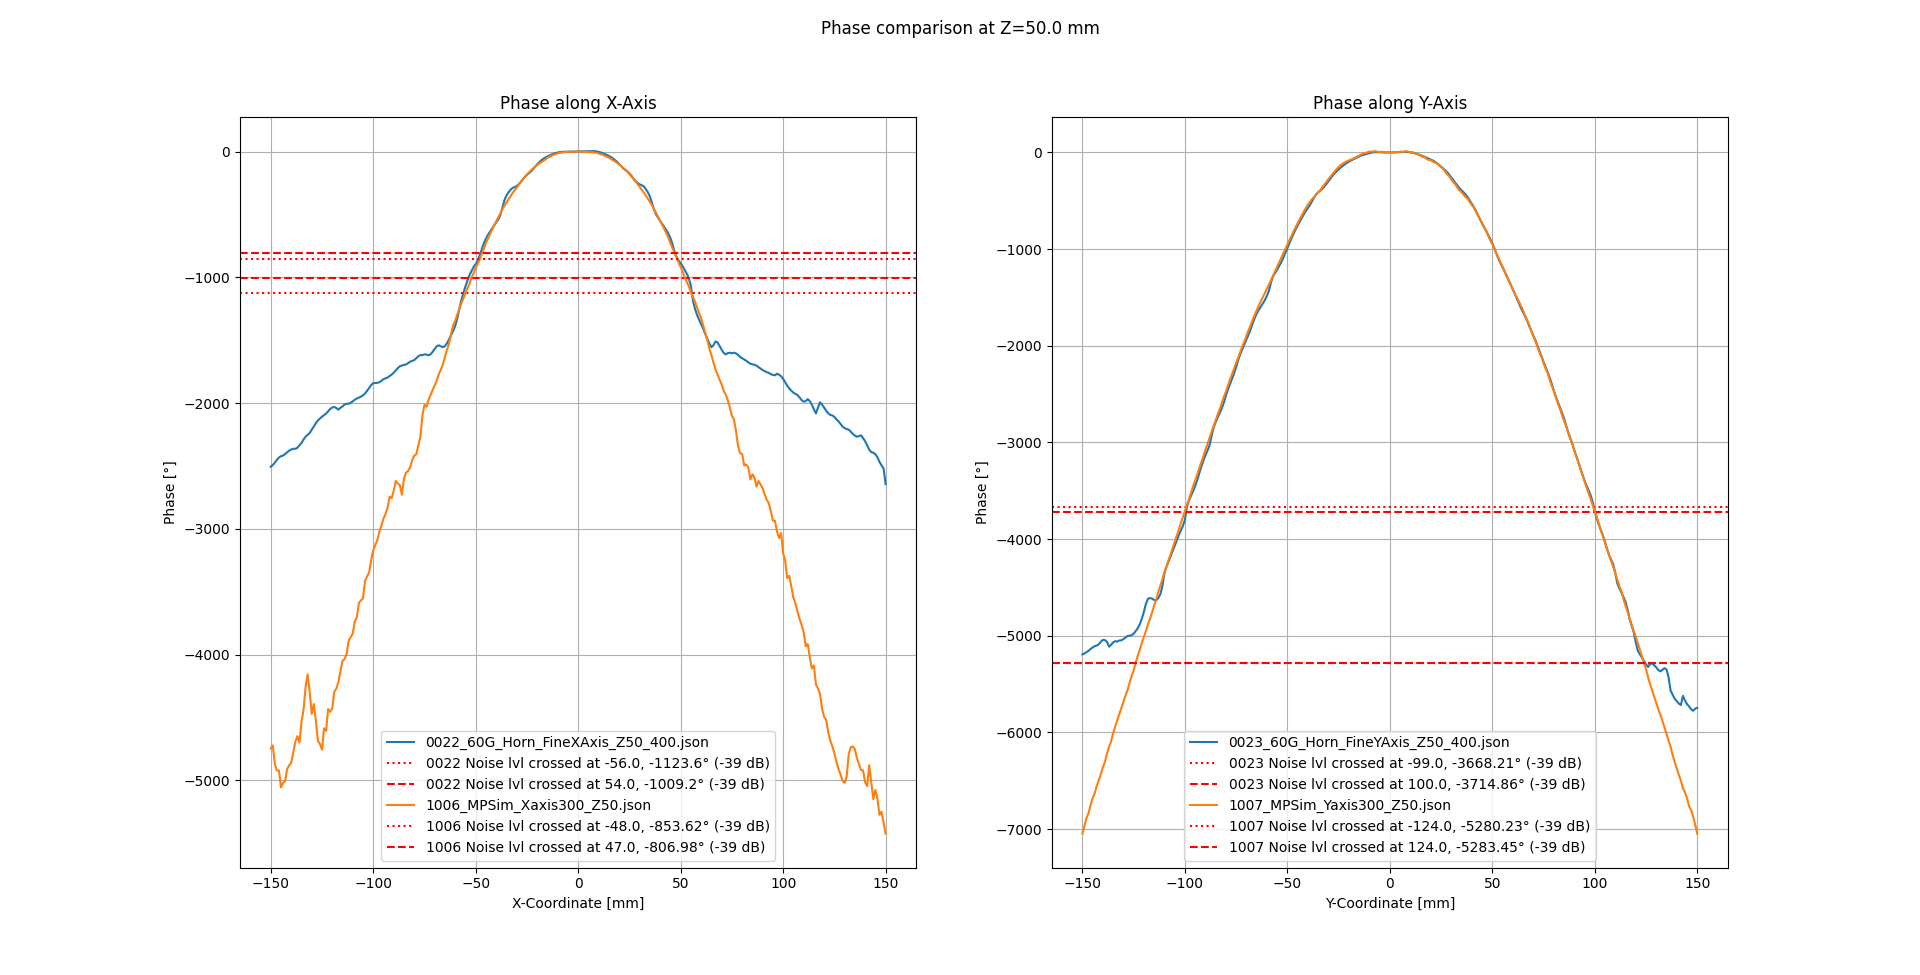 Phase comparison at Z=50.0 mm
Phase along X-Axis
0
−1000
−2000
−3000
−4000
−5000
Phase [°]
0022_60G_Horn_FineXAxis_Z50_400.json
0022 Noise lvl crossed at -56.0, -1123.6° (-39 dB)
0022 Noise lvl crossed at 54.0, -1009.2° (-39 dB)
1006_MPSim_Xaxis300_Z50.json
1006 Noise lvl crossed at -48.0, -853.62° (-39 dB)
1006 Noise lvl crossed at 47.0, -806.98° (-39 dB)
−150 −100 −50 0 50 100 150
X-Coordinate [mm]
Phase along Y-Axis
0
−1000
−2000
−3000
−4000
−5000
−6000
−7000
Phase [°]
0023_60G_Horn_FineYAxis_Z50_400.json
0023 Noise lvl crossed at -99.0, -3668.21° (-39 dB)
0023 Noise lvl crossed at 100.0, -3714.86° (-39 dB)
1007_MPSim_Yaxis300_Z50.json
1007 Noise lvl crossed at -124.0, -5280.23° (-39 dB)
1007 Noise lvl crossed at 124.0, -5283.45° (-39 dB)
−150 −100 −50 0 50 100 150
Y-Coordinate [mm]